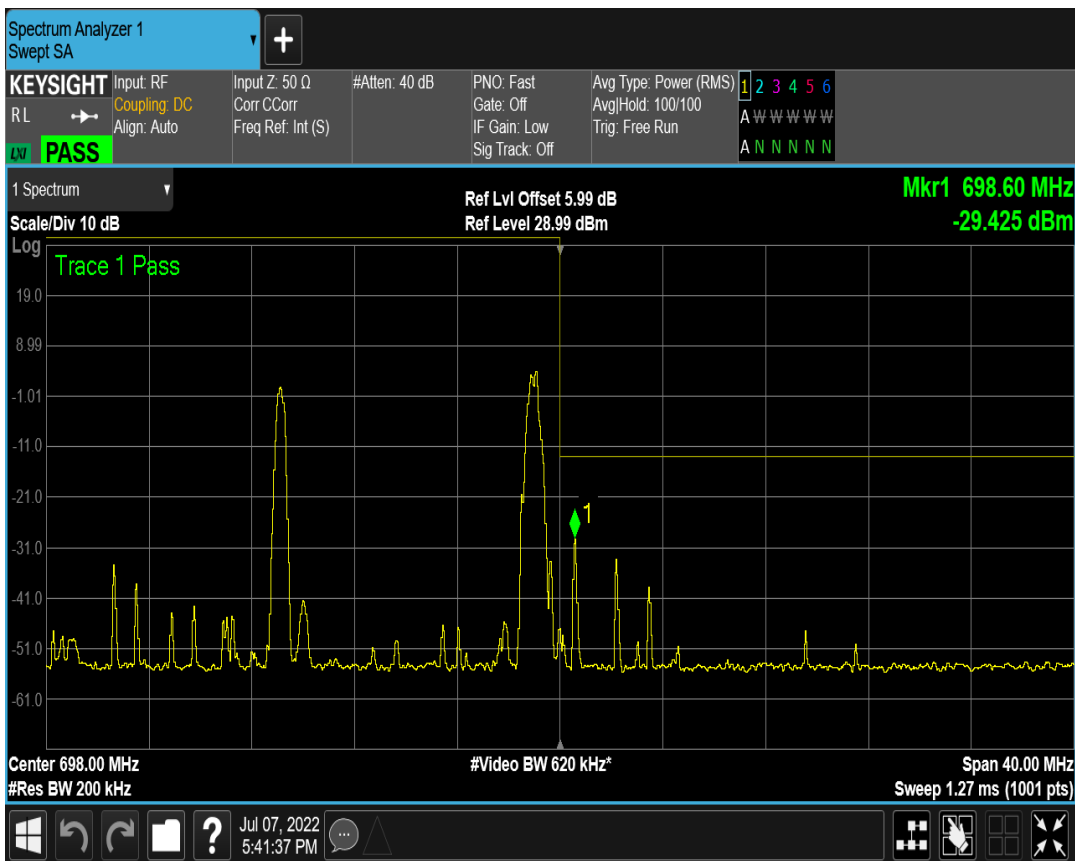 Spectrum Analyzer 1
Swept SA
+
KEYSIGHT
R L
LXI
PASS
Input: RF
Coupling: DC
Align: Auto
Input Z: 50 Ω
Corr CCorr
Freq Ref: Int (S)
#Atten: 40 dB
PNO: Fast
Gate: Off
IF Gain: Low
Sig Track: Off
Avg Type: Power (RMS)
Avg|Hold: 100/100
Trig: Free Run
1 2 3 4 5 6
A W W W W W
A N N N N N
1 Spectrum
Scale/Div 10 dB
Ref Lvl Offset 5.99 dB
Ref Level 28.99 dBm
Mkr1 698.60 MHz
-29.425 dBm
Log
Trace 1 Pass
19.0
8.99
-1.01
-11.0
-21.0
1
-31.0
-41.0
-51.0
-61.0
Center 698.00 MHz
#Res BW 200 kHz
#Video BW 620 kHz*
Span 40.00 MHz
Sweep 1.27 ms (1001 pts)
?
Jul 07, 2022
5:41:37 PM